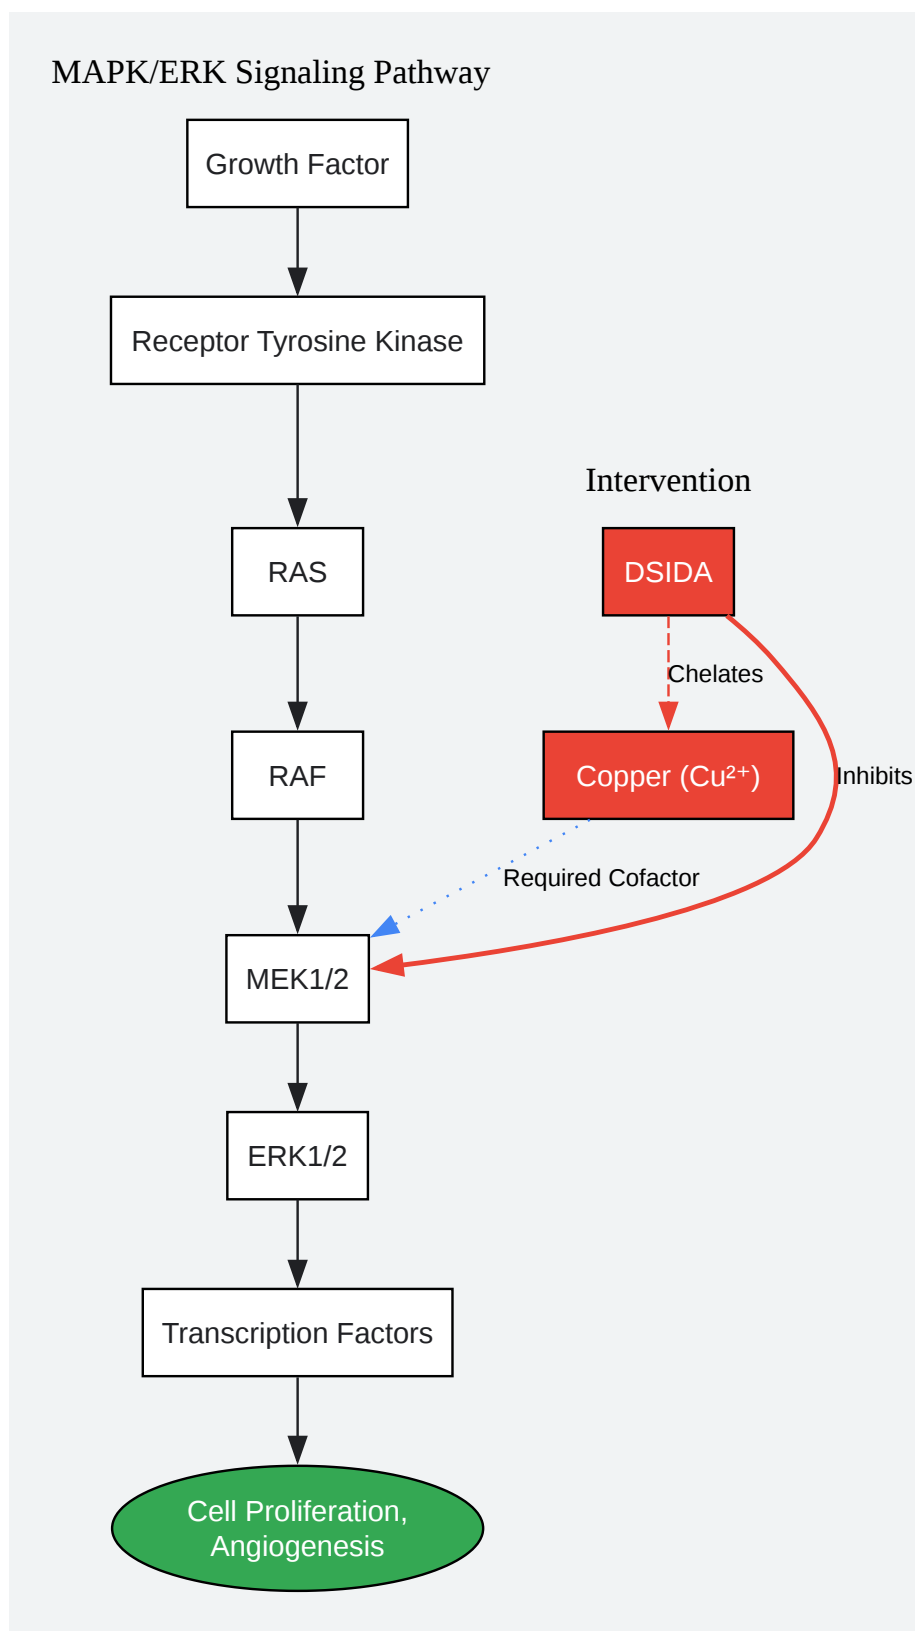 MAPK/ERK Signaling Pathway
Growth Factor
Receptor Tyrosine Kinase
Intervention
RAS
DSIDA
Chelates
RAF
Copper (Cu²⁺)
Inhibits
Required Cofactor
MEK1/2
ERK1/2
Transcription Factors
Cell Proliferation,
Angiogenesis